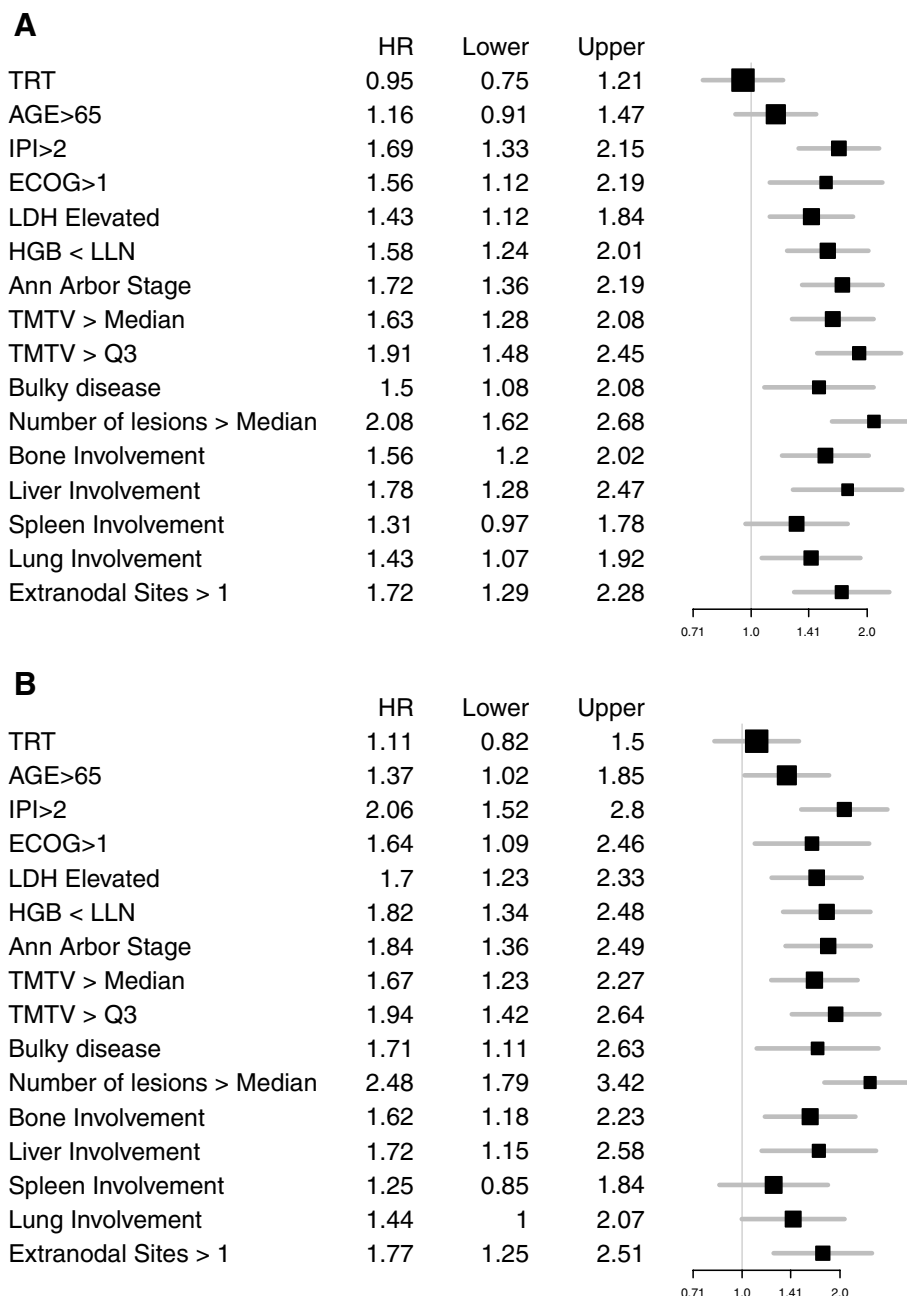 A
HR Lower Upper
TRT 0.95 0.75 1.21
AGE>65 1.16 0.91 1.47
IPI>2 1.69 1.33 2.15
ECOG>1 1.56 1.12 2.19
LDH Elevated 1.43 1.12 1.84
HGB < LLN 1.58 1.24 2.01
Ann Arbor Stage 1.72 1.36 2.19
TMTV > Median 1.63 1.28 2.08
TMTV > Q3 1.91 1.48 2.45
Bulky disease 1.5 1.08 2.08
Number of lesions > Median 2.08 1.62 2.68
Bone Involvement 1.56 1.2 2.02
Liver Involvement 1.78 1.28 2.47
Spleen Involvement 1.31 0.97 1.78
Lung Involvement 1.43 1.07 1.92
Extranodal Sites > 1 1.72 1.29 2.28
0.71 1.0 1.41 2.0
B
HR Lower Upper
TRT 1.11 0.82 1.5
AGE>65 1.37 1.02 1.85
IPI>2 2.06 1.52 2.8
ECOG>1 1.64 1.09 2.46
LDH Elevated 1.7 1.23 2.33
HGB < LLN 1.82 1.34 2.48
Ann Arbor Stage 1.84 1.36 2.49
TMTV > Median 1.67 1.23 2.27
TMTV > Q3 1.94 1.42 2.64
Bulky disease 1.71 1.11 2.63
Number of lesions > Median 2.48 1.79 3.42
Bone Involvement 1.62 1.18 2.23
Liver Involvement 1.72 1.15 2.58
Spleen Involvement 1.25 0.85 1.84
Lung Involvement 1.44 1 2.07
Extranodal Sites > 1 1.77 1.25 2.51
0.71 1.0 1.41 2.0